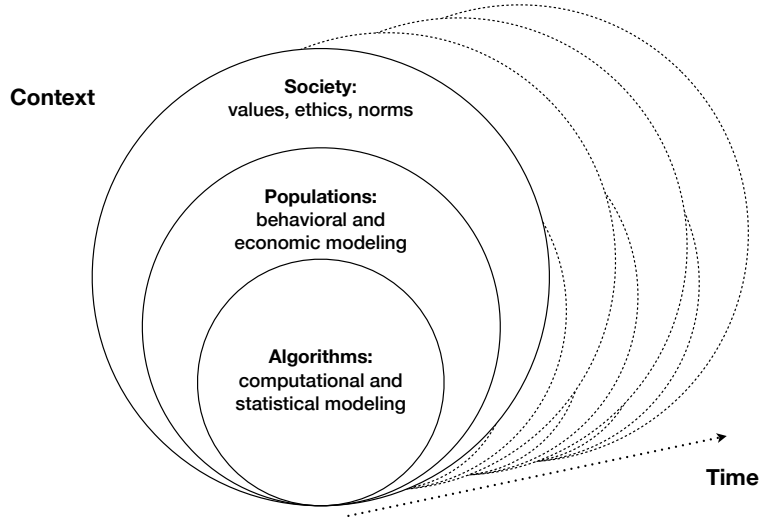 Context
Society:
values, ethics, norms
Populations:
behavioral and
economic modeling
Algorithms:
computational and
statistical modeling
Time